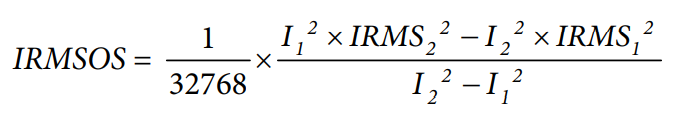 IRMSOS = 1/32768 × (I₁² × IRMS₂² − I₂² × IRMS₁²)/(I₂² − I₁²)